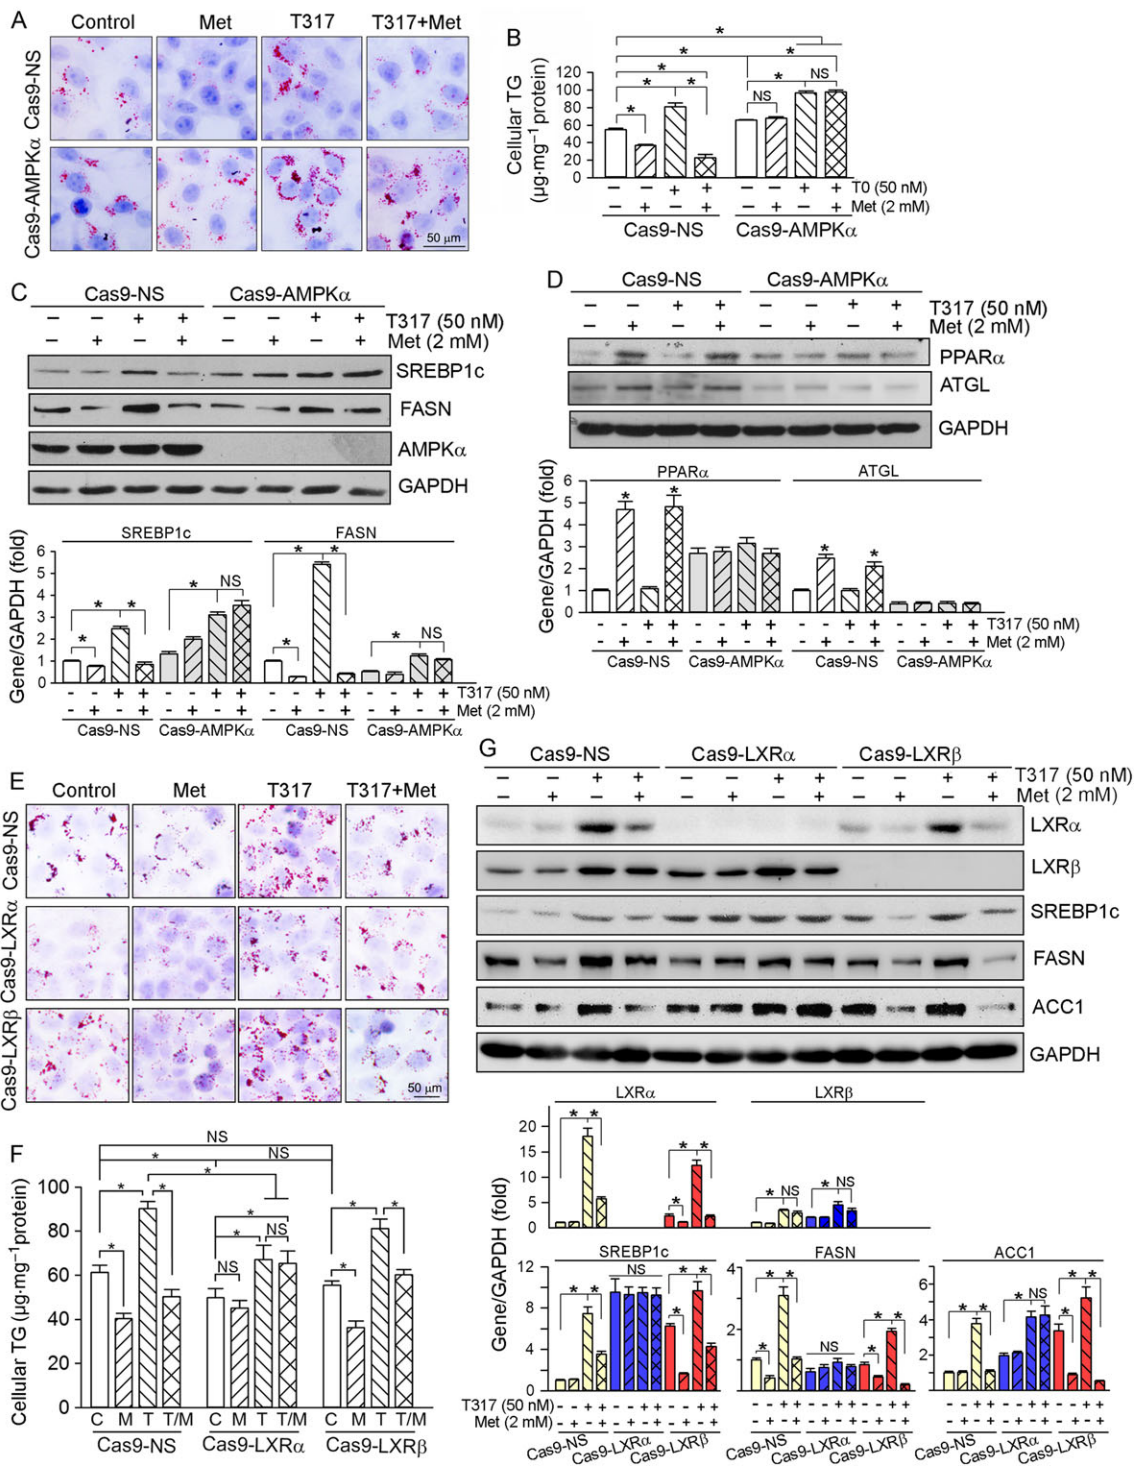 A
Control Met T317 T317+Met
Cas9-NS
Cas9-AMPKα
50 µm
B
Cellular TG
(µg·mg⁻¹ protein)
120
100
80
60
40
20
0
* * * * * * * * * NS NS
– – + + – – + + T0 (50 nM)
– + – + – + – + Met (2 mM)
Cas9-NS Cas9-AMPKα
C
Cas9-NS Cas9-AMPKα
– – + + – – + + T317 (50 nM)
– + – + – + – + Met (2 mM)
SREBP1c
FASN
AMPKα
GAPDH
SREBP1c FASN
Gene/GAPDH (fold)
6
5
4
3
2
1
0
* * * * NS * * * * NS
– – + + – – + + – – + + – – + + T317 (50 nM)
– + – + – + – + – + – + – + – + Met (2 mM)
Cas9-NS Cas9-AMPKα Cas9-NS Cas9-AMPKα
D
Cas9-NS Cas9-AMPKα
– – + + – – + + T317 (50 nM)
– + – + – + – + Met (2 mM)
PPARα
ATGL
GAPDH
PPARα ATGL
Gene/GAPDH (fold)
6
5
4
3
2
1
0
* * * *
– – + + – – + + – – + + – – + + T317 (50 nM)
– + – + – + – + – + – + – + – + Met (2 mM)
Cas9-NS Cas9-AMPKα Cas9-NS Cas9-AMPKα
E
Control Met T317 T317+Met
Cas9-NS
Cas9-LXRα
Cas9-LXRβ
50 µm
F
Cellular TG (µg·mg⁻¹protein)
100
80
60
40
20
0
NS
* NS
*
* * * * * NS NS * * *
C M T T/M C M T T/M C M T T/M
Cas9-NS Cas9-LXRα Cas9-LXRβ
G
Cas9-NS Cas9-LXRα Cas9-LXRβ
– – + + – – + + – – + + T317 (50 nM)
– + – + – + – + – + – + Met (2 mM)
LXRα
LXRβ
SREBP1c
FASN
ACC1
GAPDH
LXRα LXRβ
Gene/GAPDH (fold)
20
15
10
5
0
* * * * * * NS * NS
SREBP1c FASN ACC1
12
9
6
3
0
* * NS * * *
4
2
0
* * * NS * * *
6
4
2
0
* * * NS * * *
T317 (50 nM) – – + + – – + + – – + + – – + + – – + + – – + + – – + + – – + + – – + +
Met (2 mM) – + – + – + – + – + – + – + – + – + – + – + – + – + – + – + – + – + – +
Cas9-NS Cas9-LXRα Cas9-LXRβ Cas9-NS Cas9-LXRα Cas9-LXRβ Cas9-NS Cas9-LXRα Cas9-LXRβ